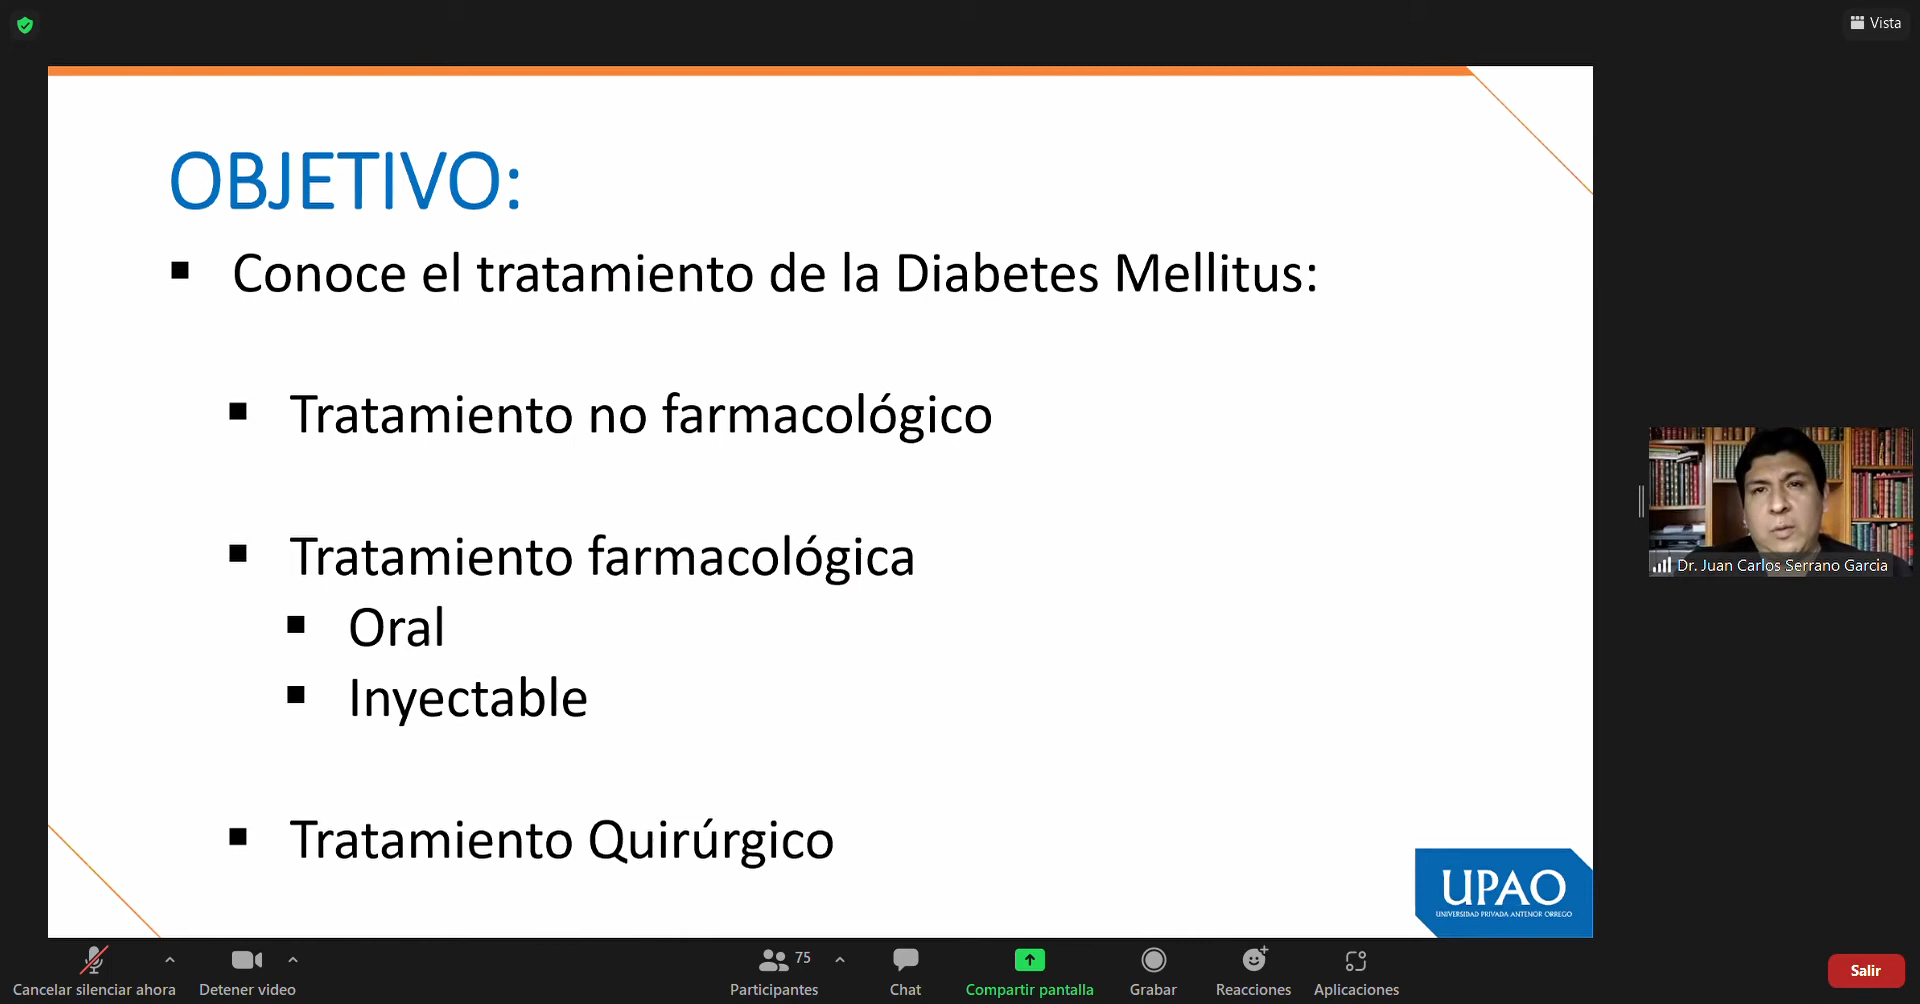 Vista
OBJETIVO:
▪ Conoce el tratamiento de la Diabetes Mellitus:
▪ Tratamiento no farmacológico
▪ Tratamiento farmacológica
▪ Oral
▪ Inyectable
▪ Tratamiento Quirúrgico
UPAO
UNIVERSIDAD PRIVADA ANTENOR ORREGO
Dr. Juan Carlos Serrano Garcia
Cancelar silenciar ahora
Detener video
75
Participantes
Chat
Compartir pantalla
Grabar
Reacciones
Aplicaciones
Salir